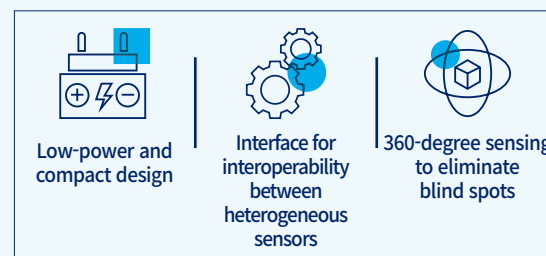 Low-power and
compact design
Interface for
interoperability
between
heterogeneous
sensors
360-degree sensing
to eliminate
blind spots